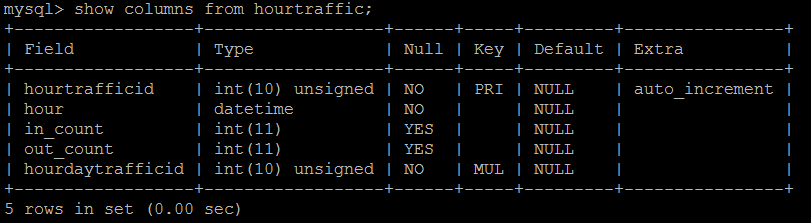 mysql> show columns from hourtraffic;
+------------------+------------------+------+-----+---------+----------------+
| Field            | Type             | Null | Key | Default | Extra          |
+------------------+------------------+------+-----+---------+----------------+
| hourtrafficid    | int(10) unsigned | NO   | PRI | NULL    | auto_increment |
| hour             | datetime         | NO   |     | NULL    |                |
| in_count         | int(11)          | YES  |     | NULL    |                |
| out_count        | int(11)          | YES  |     | NULL    |                |
| hourdaytrafficid | int(10) unsigned | NO   | MUL | NULL    |                |
+------------------+------------------+------+-----+---------+----------------+
5 rows in set (0.00 sec)